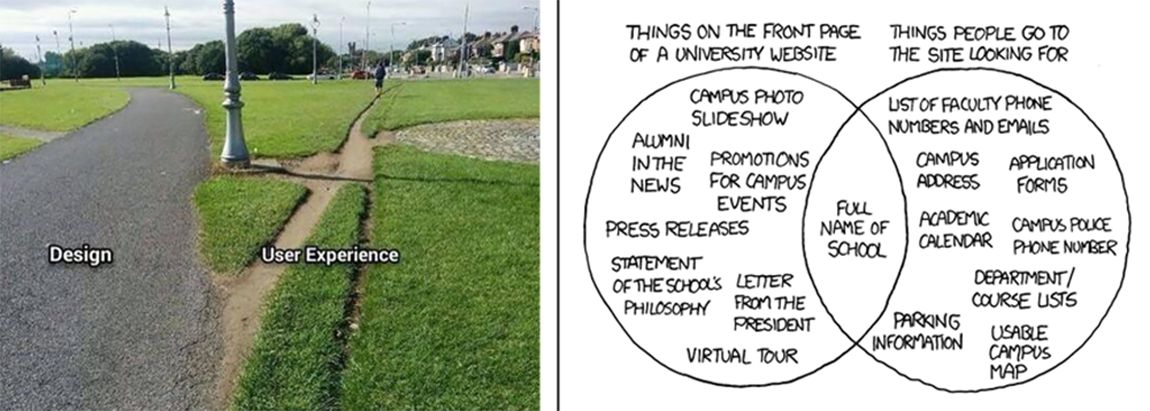 Design
User Experience
THINGS ON THE FRONT PAGE
OF A UNIVERSITY WEBSITE
THINGS PEOPLE GO TO
THE SITE LOOKING FOR
CAMPUS PHOTO
SLIDESHOW
ALUMNI
IN THE
NEWS
PROMOTIONS
FOR CAMPUS
EVENTS
PRESS RELEASES
STATEMENT
OF THE SCHOOL'S
PHILOSOPHY
LETTER
FROM THE
PRESIDENT
VIRTUAL TOUR
FULL
NAME OF
SCHOOL
LIST OF FACULTY PHONE
NUMBERS AND EMAILS
CAMPUS
ADDRESS
APPLICATION
FORMS
ACADEMIC
CALENDAR
CAMPUS POLICE
PHONE NUMBER
DEPARTMENT/
COURSE LISTS
PARKING
INFORMATION
USABLE
CAMPUS
MAP